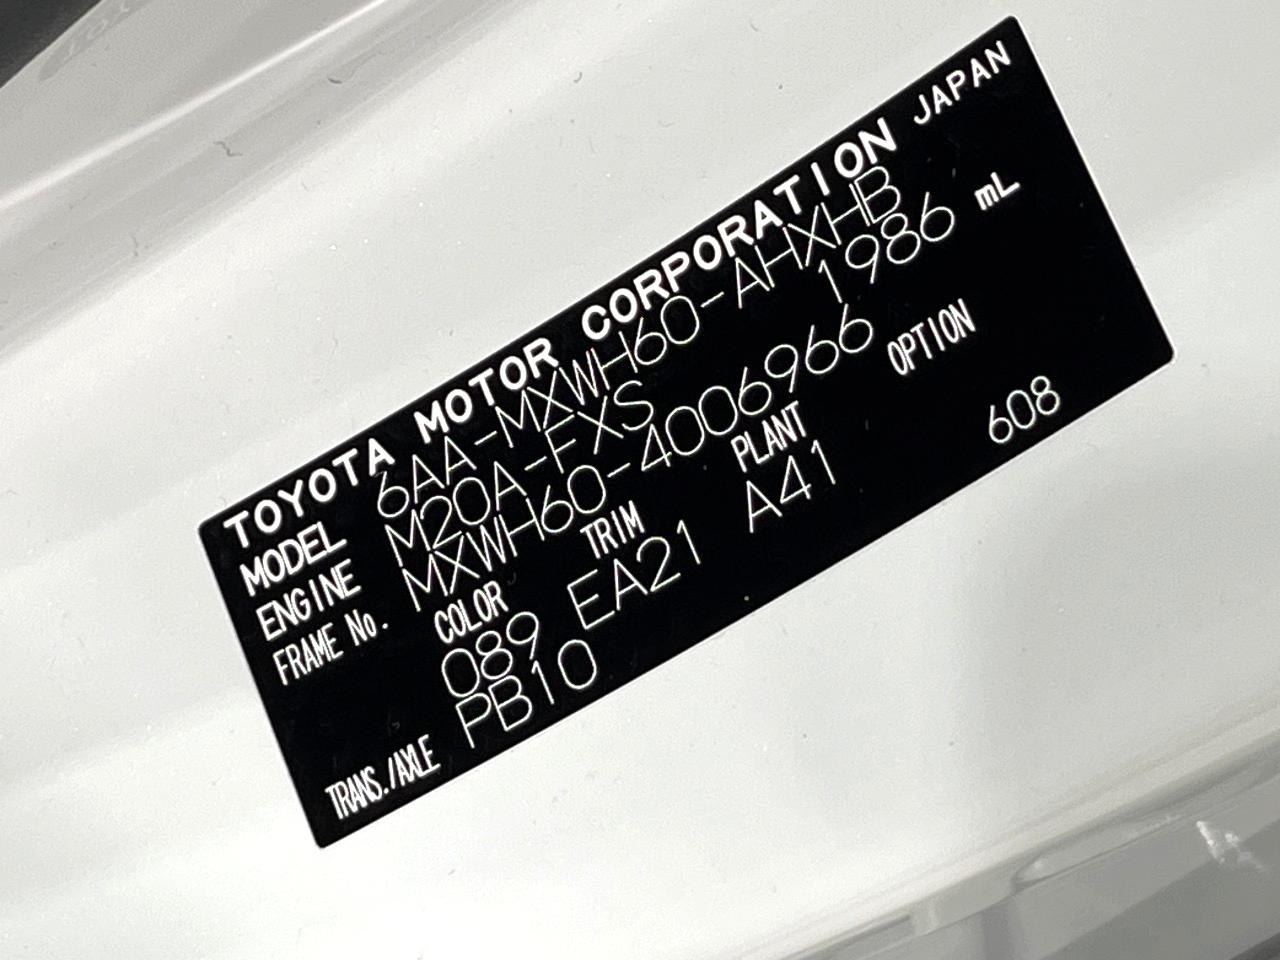 TOYOTA MOTOR CORPORATION JAPAN
MODEL 6AA-MXWH60-AHXHB
ENGINE M20A-FXS 1986 mL
FRAME No. MXWH60-4006966
COLOR TRIM PLANT OPTION
089 EA21 A41 608
TRANS./AXLE PB10